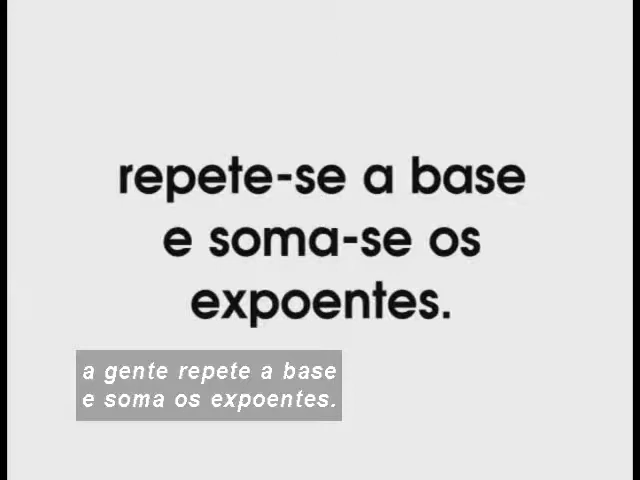 repete-se a base
e soma-se os
expoentes.
a gente repete a base
e soma os expoentes.